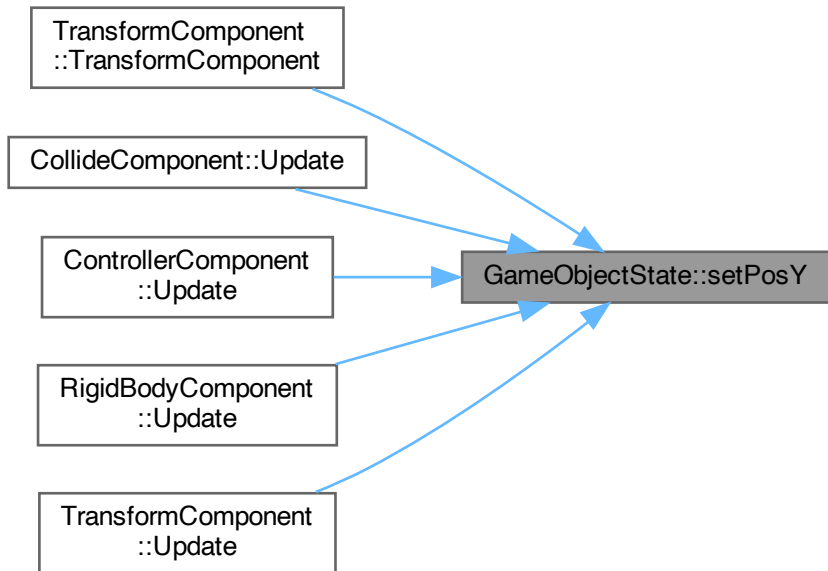 TransformComponent
::TransformComponent
CollideComponent::Update
ControllerComponent
::Update
GameObjectState::setPosY
RigidBodyComponent
::Update
TransformComponent
::Update